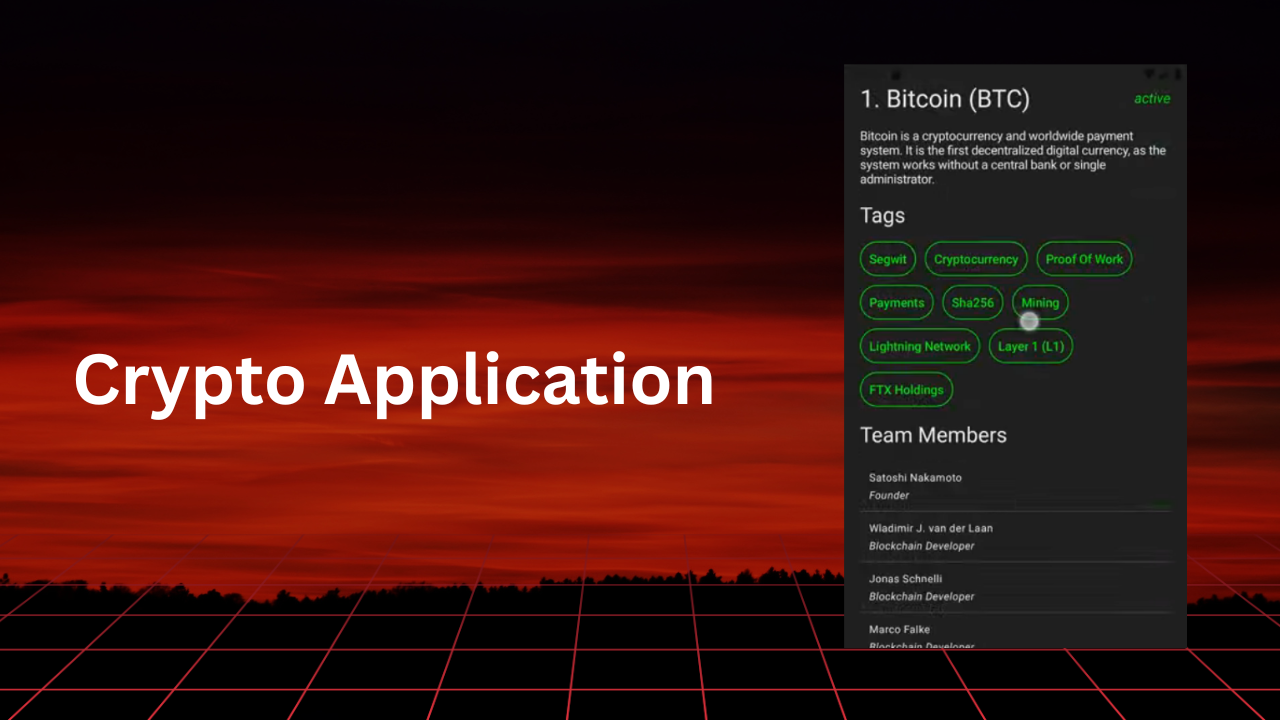 Crypto Application
1. Bitcoin (BTC)
active
Bitcoin is a cryptocurrency and worldwide payment
system. It is the first decentralized digital currency, as the
system works without a central bank or single
administrator.
Tags
Segwit Cryptocurrency Proof Of Work
Payments Sha256 Mining
Lightning Network Layer 1 (L1)
FTX Holdings
Team Members
Satoshi Nakamoto
Founder
Wladimir J. van der Laan
Blockchain Developer
Jonas Schnelli
Blockchain Developer
Marco Falke
Blockchain Developer